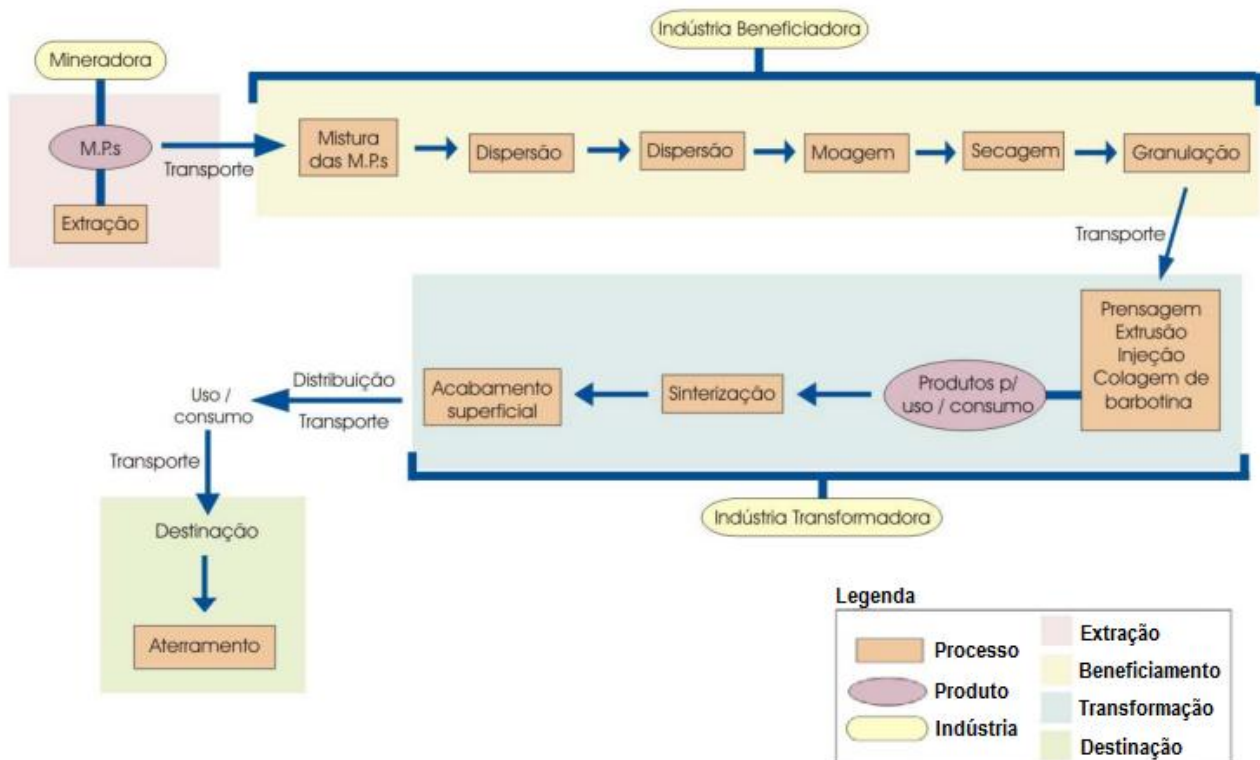 Indústria Beneficiadora
Mineradora
M.P.s
Transporte
Extração
Mistura
das M.P.s
Dispersão
Dispersão
Moagem
Secagem
Granulação
Transporte
Prensagem
Extrusão
Injeção
Colagem de
barbotina
Produtos p/
uso / consumo
Sinterização
Acabamento
superficial
Distribuição
Transporte
Uso /
consumo
Transporte
Indústria Transformadora
Destinação
Aterramento
Legenda
Processo
Produto
Indústria
Extração
Beneficiamento
Transformação
Destinação